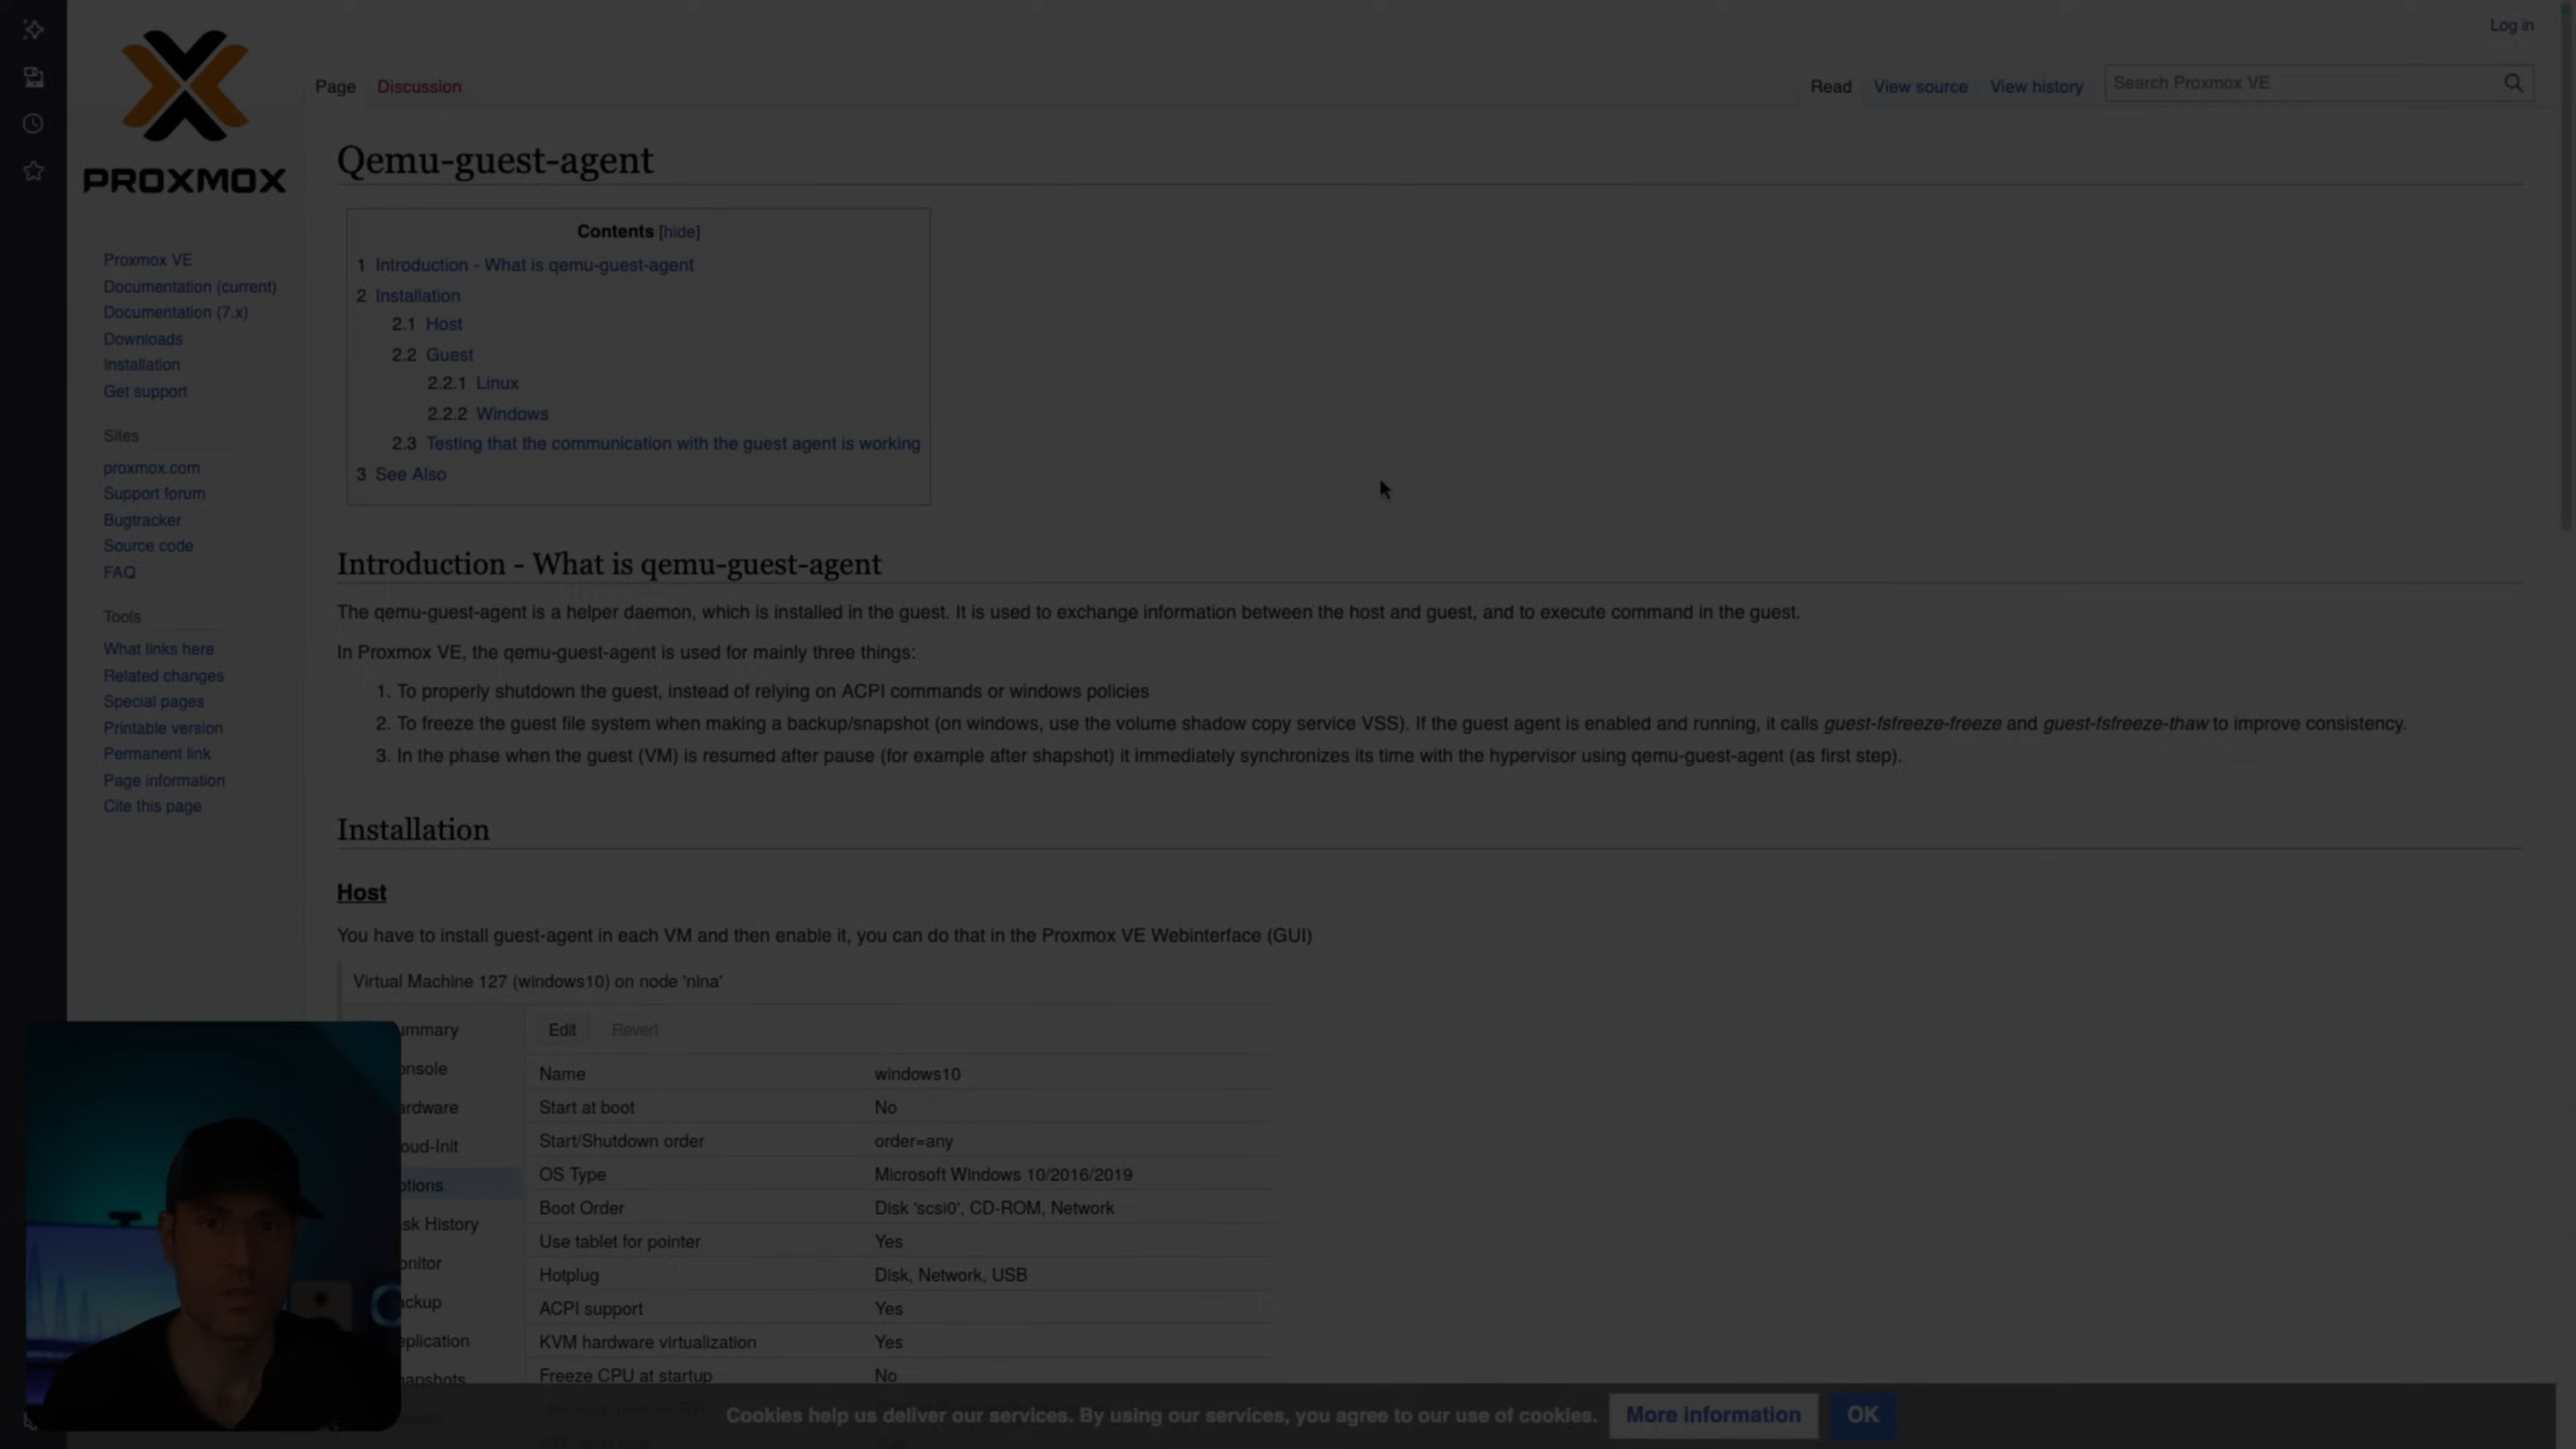 Log in
PROXMOX
Page
Discussion
Read
View source
View history
Search Proxmox VE
Proxmox VE
Documentation (current)
Documentation (7.x)
Downloads
Installation
Get support
Sites
proxmox.com
Support forum
Bugtracker
Source code
FAQ
Tools
What links here
Related changes
Special pages
Printable version
Permanent link
Page information
Cite this page
Qemu-guest-agent
Contents [hide]
1 Introduction - What is qemu-guest-agent
2 Installation
2.1 Host
2.2 Guest
2.2.1 Linux
2.2.2 Windows
2.3 Testing that the communication with the guest agent is working
3 See Also
Introduction - What is qemu-guest-agent
The qemu-guest-agent is a helper daemon, which is installed in the guest. It is used to exchange information between the host and guest, and to execute command in the guest.
In Proxmox VE, the qemu-guest-agent is used for mainly three things:
1. To properly shutdown the guest, instead of relying on ACPI commands or windows policies
2. To freeze the guest file system when making a backup/snapshot (on windows, use the volume shadow copy service VSS). If the guest agent is enabled and running, it calls guest-fsfreeze-freeze and guest-fsfreeze-thaw to improve consistency.
3. In the phase when the guest (VM) is resumed after pause (for example after shapshot) it immediately synchronizes its time with the hypervisor using qemu-guest-agent (as first step).
Installation
Host
You have to install guest-agent in each VM and then enable it, you can do that in the Proxmox VE Webinterface (GUI)
Virtual Machine 127 (windows10) on node 'nina'
ummary
onsole
ardware
oud-Init
ptions
sk History
onitor
ackup
eplication
napshots
Edit
Revert
Name windows10
Start at boot No
Start/Shutdown order order=any
OS Type Microsoft Windows 10/2016/2019
Boot Order Disk 'scsi0', CD-ROM, Network
Use tablet for pointer Yes
Hotplug Disk, Network, USB
ACPI support Yes
KVM hardware virtualization Yes
Freeze CPU at startup No
Cookies help us deliver our services. By using our services, you agree to our use of cookies.
More information
OK